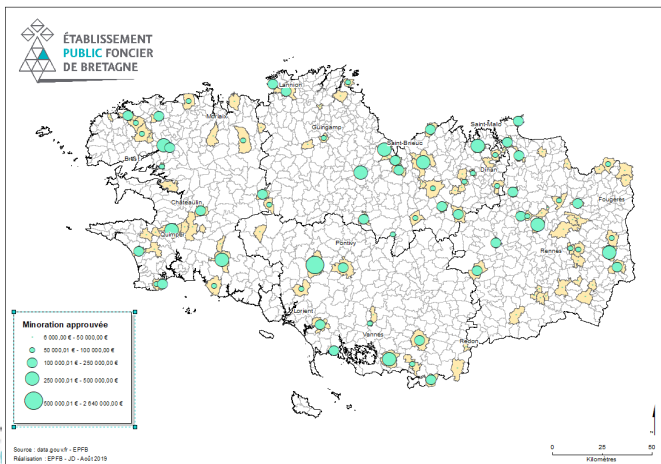 ÉTABLISSEMENT
PUBLIC FONCIER
DE BRETAGNE
Lannion
Morlaix
Guingamp
Saint-Malo
Saint-Brieuc
Brest
Dinan
Fougères
Châteaulin
Quimper
Pontivy
Rennes
Lorient
Vannes
Redon
Minoration approuvée
6 000,00 € - 50 000,00 €
50 000,01 € - 100 000,00 €
100 000,01 € - 250 000,00 €
250 000,01 € - 500 000,00 €
500 000,01 € - 2 640 000,00 €
Source : data.gouv.fr - EPFB
Réalisation : EPFB - JD - Août 2019
0 25 50
Kilomètres